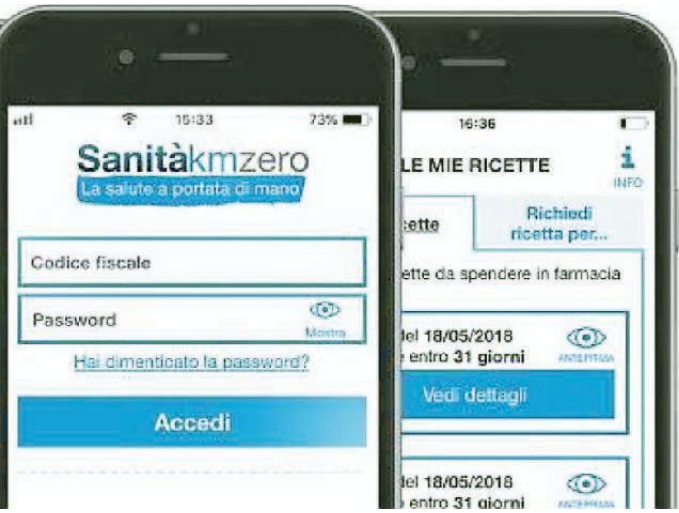 15:33 73%
Sanitàkmzero
La salute a portata di mano
Codice fiscale
Password
Mostra
Hai dimenticato la password?
Accedi
16:36
LE MIE RICETTE
INFO
cette
Richiedi
ricetta per...
ette da spendere in farmacia
del 18/05/2018
entro 31 giorni
ANTEPRIMA
Vedi dettagli
del 18/05/2018
entro 31 giorni
ANTEPRIMA